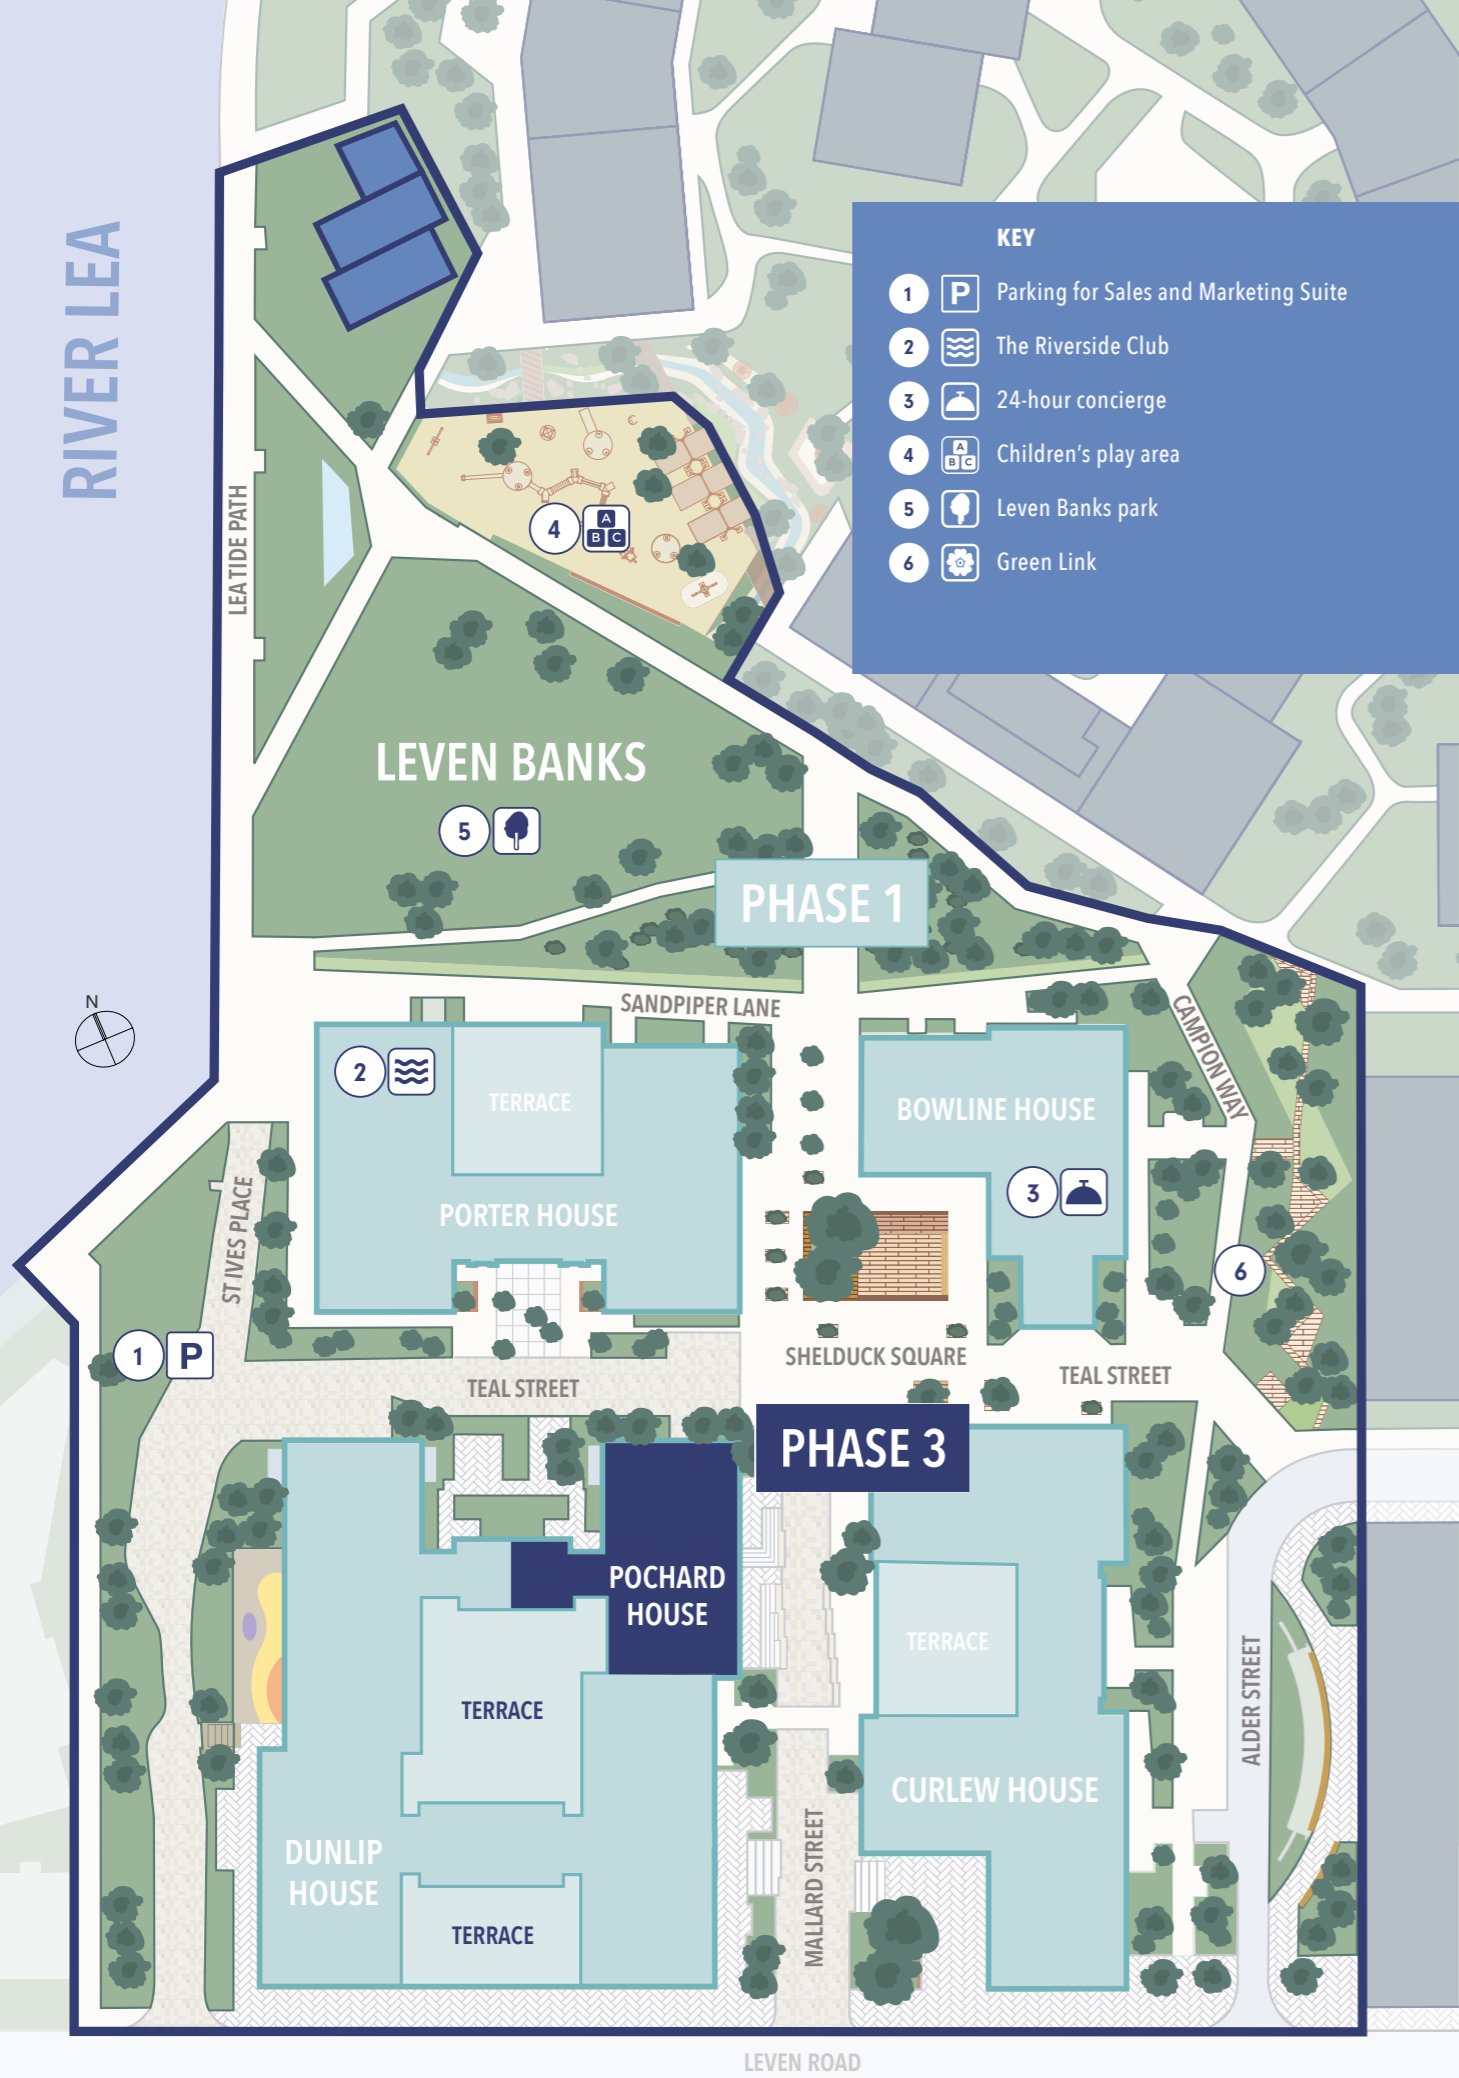 KEY
1 P Parking for Sales and Marketing Suite
2 The Riverside Club
3 24-hour concierge
4 A B C Children's play area
5 Leven Banks park
6 Green Link
RIVER LEA
LEA TIDE PATH
4 A
B C
LEVEN BANKS
5
PHASE 1
SANDPIPER LANE
CAMPION WAY
N
2
TERRACE
BOWLINE HOUSE
3
PORTER HOUSE
ST IVES PLACE
6
1 P
SHELDUCK SQUARE
TEAL STREET
TEAL STREET
PHASE 3
POCHARD
HOUSE
TERRACE
TERRACE
ALDER STREET
CURLEW HOUSE
DUNLIP
HOUSE
MALLARD STREET
TERRACE
LEVEN ROAD